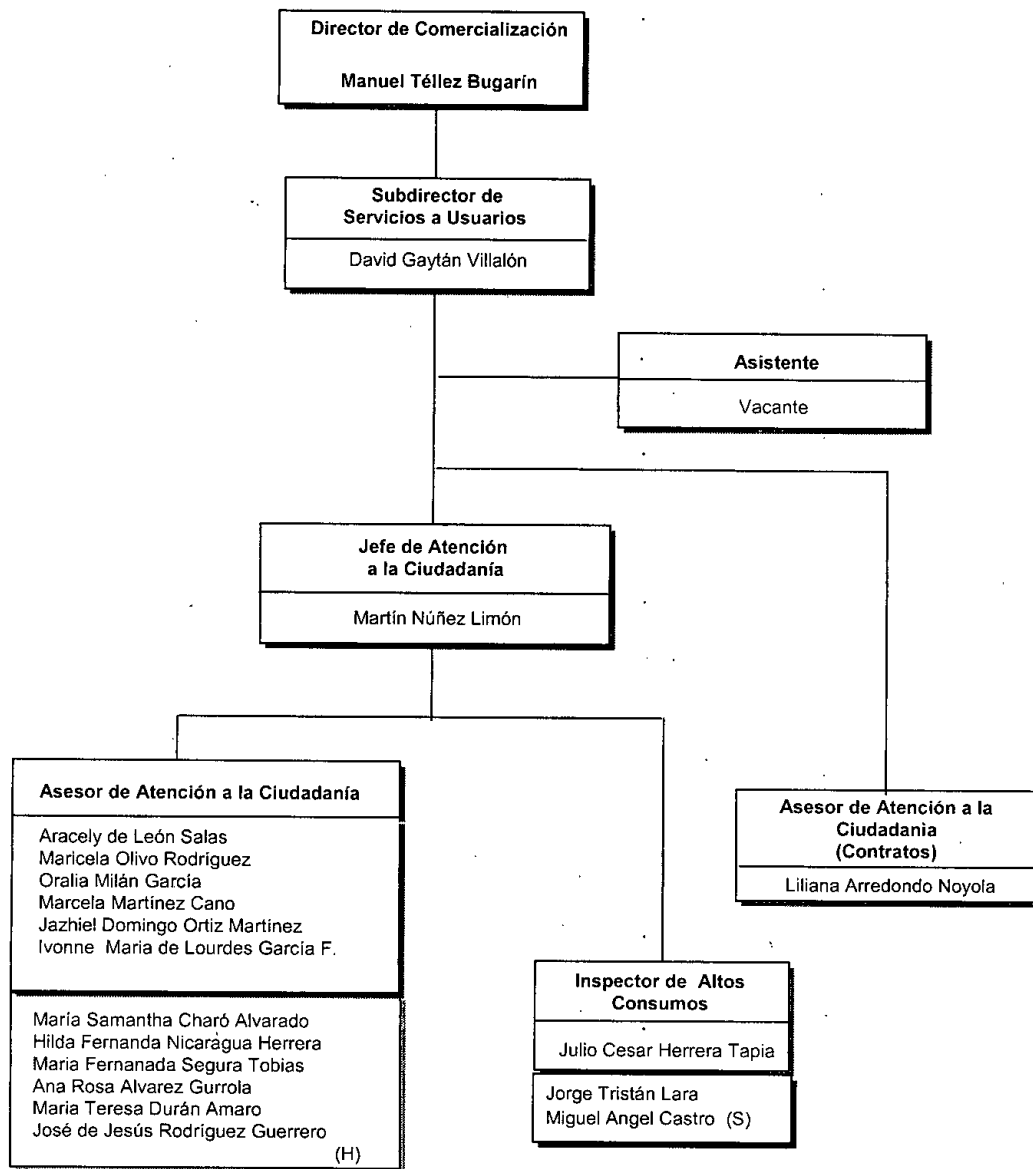 Director de Comercialización
Manuel Téllez Bugarín
Subdirector de
Servicios a Usuarios
David Gaytán Villalón
Asistente
Vacante
Jefe de Atención
a la Ciudadanía
Martín Núñez Limón
Asesor de Atención a la Ciudadanía
Aracely de León Salas
Maricela Olivo Rodríguez
Oralia Milán García
Marcela Martínez Cano
Jazhiel Domingo Ortiz Martínez
Ivonne Maria de Lourdes García F.
María Samantha Charó Alvarado
Hilda Fernanda Nicarágua Herrera
Maria Fernanada Segura Tobias
Ana Rosa Alvarez Gurrola
Maria Teresa Durán Amaro
José de Jesús Rodríguez Guerrero
(H)
Inspector de Altos
Consumos
Julio Cesar Herrera Tapia
Jorge Tristán Lara
Miguel Angel Castro (S)
Asesor de Atención a la
Ciudadanía
(Contratos)
Liliana Arredondo Noyola